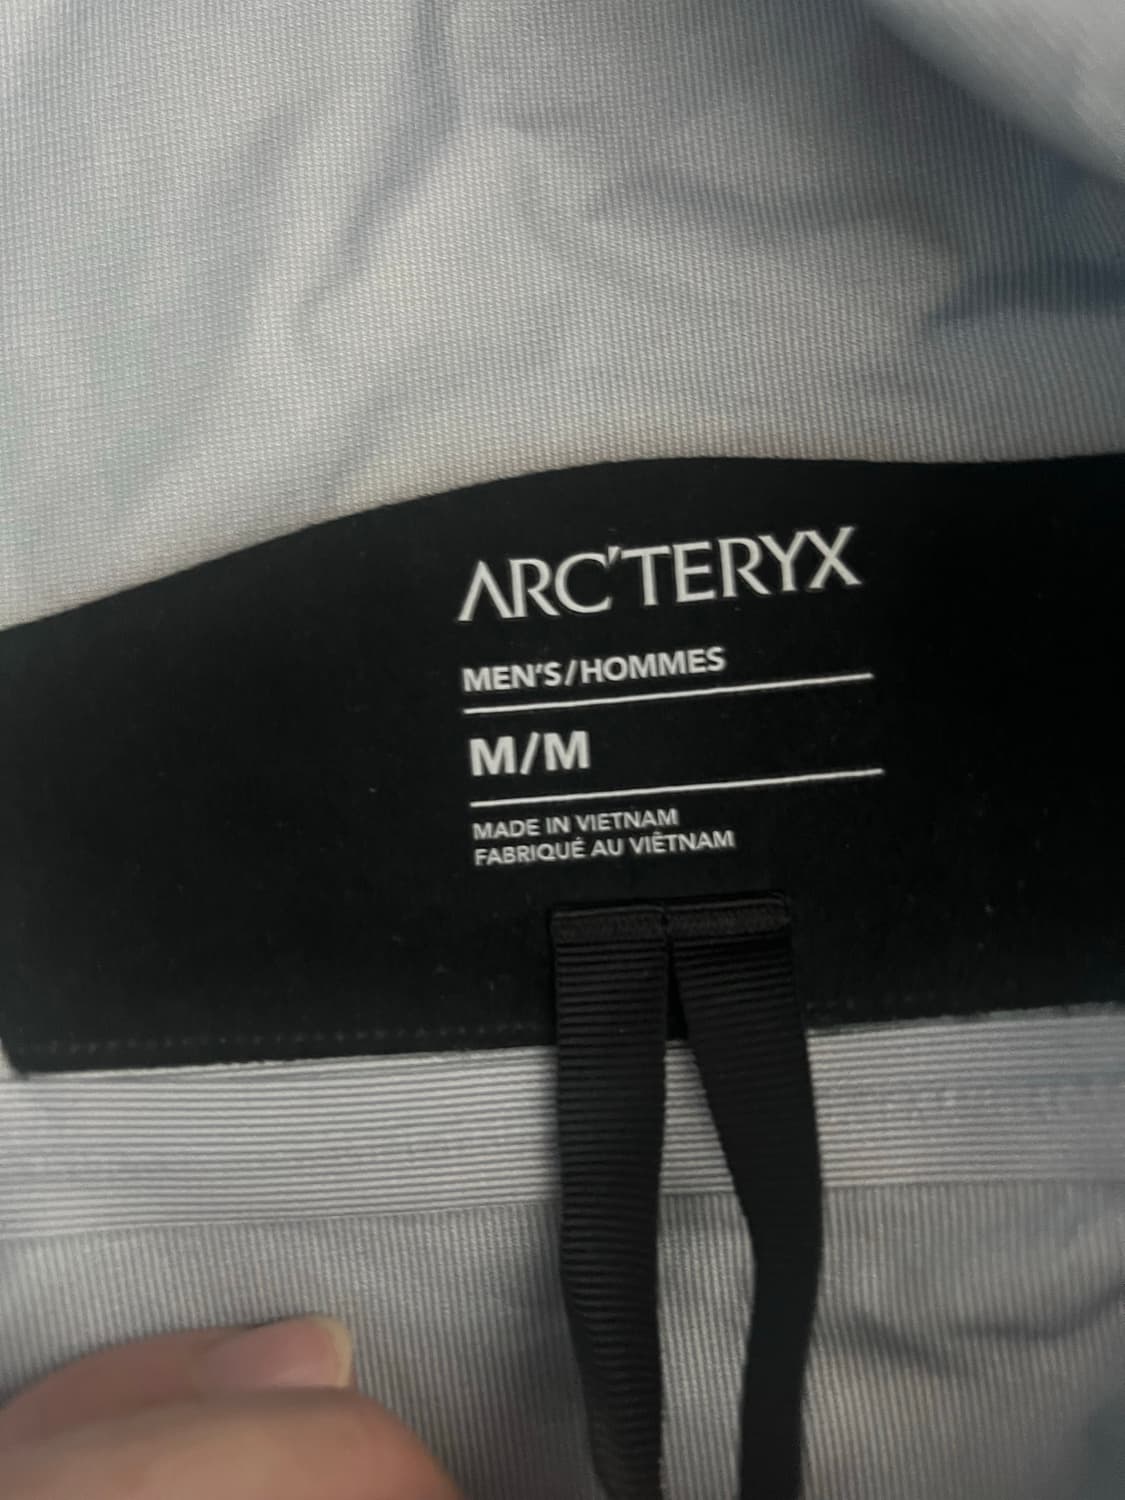 ARC'TERYX
MEN'S/HOMMES
M/M
MADE IN VIETNAM
FABRIQUÉ AU VIÊTNAM